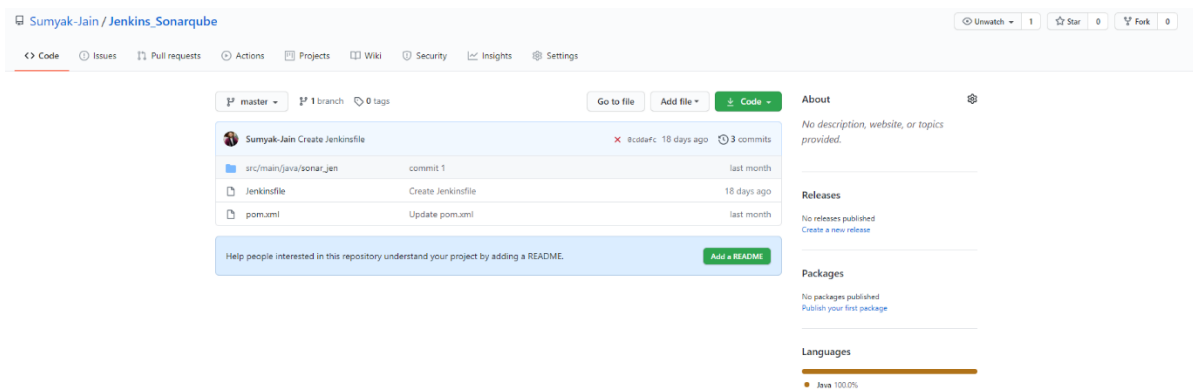 Sumyak-Jain / Jenkins_Sonarqube
Unwatch 1 Star 0 Fork 0
<> Code Issues Pull requests Actions Projects Wiki Security Insights Settings
master 1 branch 0 tags Go to file Add file Code
Sumyak-Jain Create Jenkinsfile 0cddafc 18 days ago 3 commits
src/main/java/sonar_jen commit 1 last month
Jenkinsfile Create Jenkinsfile 18 days ago
pom.xml Update pom.xml last month
Help people interested in this repository understand your project by adding a README. Add a README
About
No description, website, or topics
provided.
Releases
No releases published
Create a new release
Packages
No packages published
Publish your first package
Languages
Java 100.0%